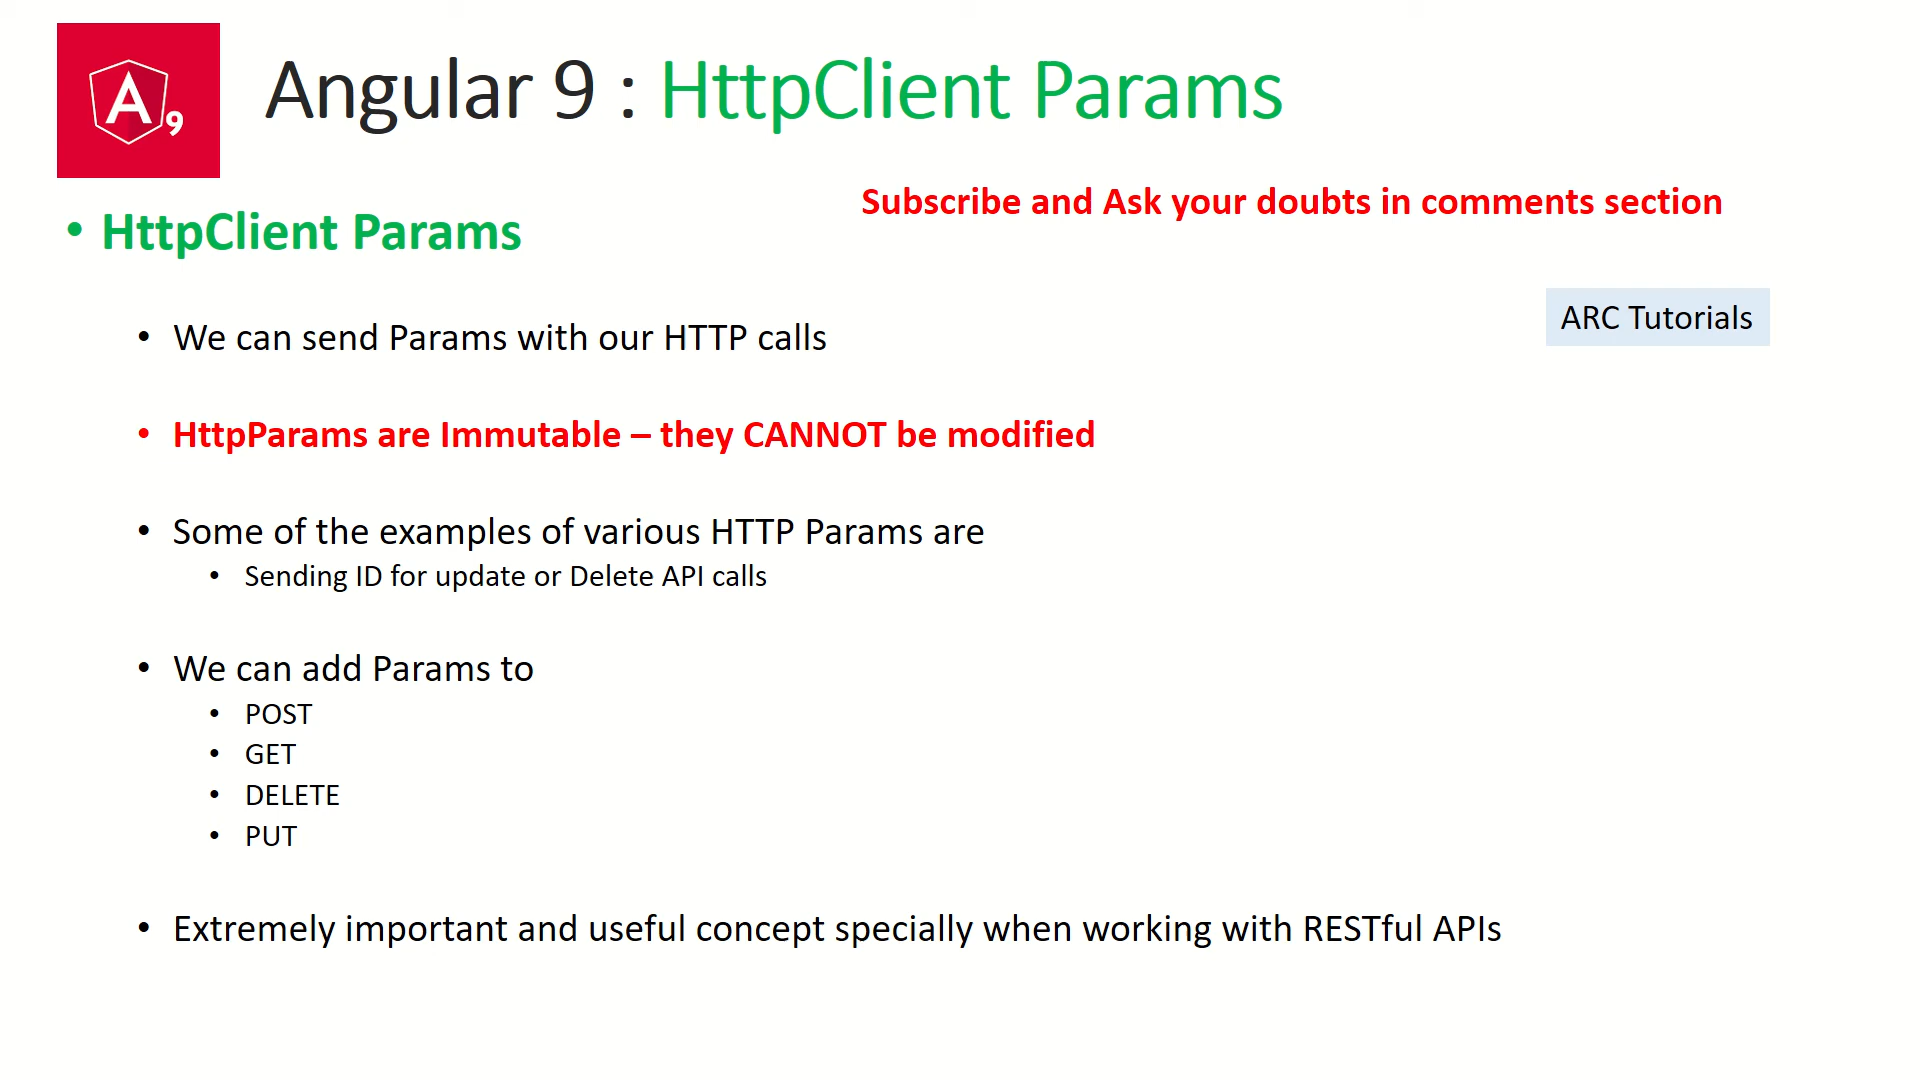 A9
Angular 9 : HttpClient Params
Subscribe and Ask your doubts in comments section
• HttpClient Params
ARC Tutorials
• We can send Params with our HTTP calls
• HttpParams are Immutable – they CANNOT be modified
• Some of the examples of various HTTP Params are
• Sending ID for update or Delete API calls
• We can add Params to
• POST
• GET
• DELETE
• PUT
• Extremely important and useful concept specially when working with RESTful APIs